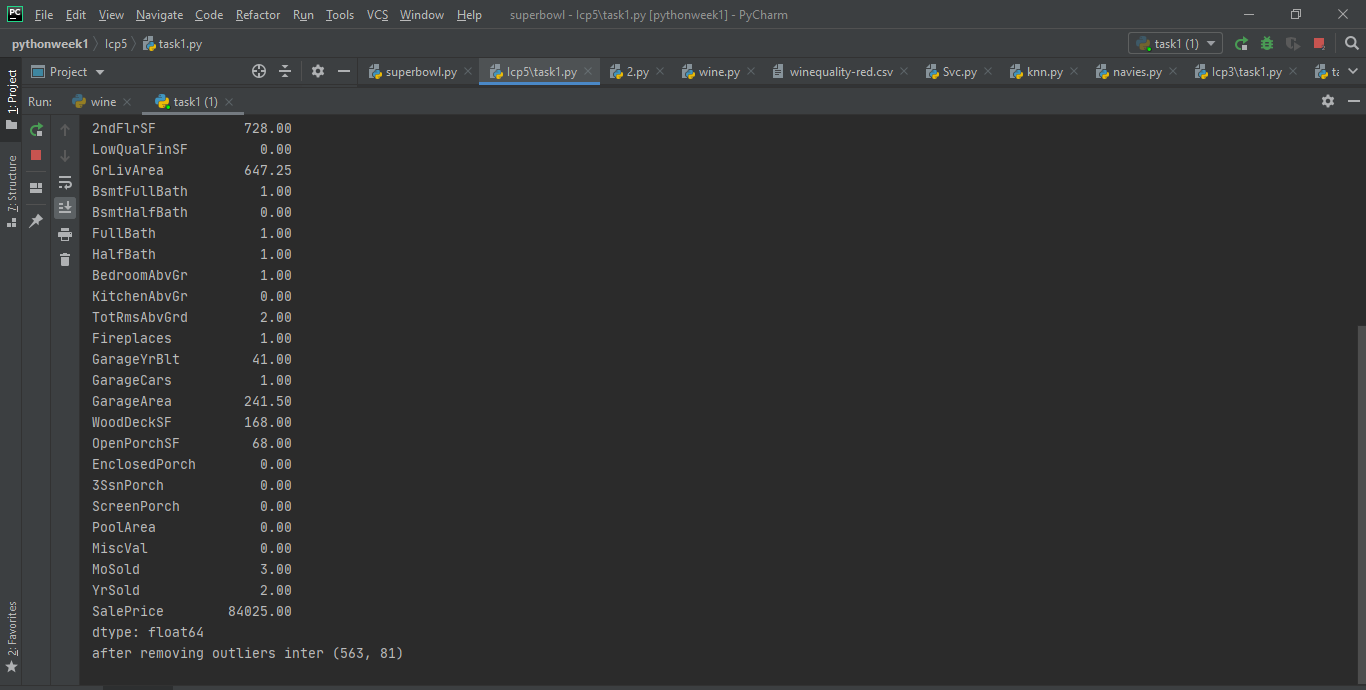 PC File Edit View Navigate Code Refactor Run Tools VCS Window Help superbowl - lcp5\task1.py [pythonweek1] - PyCharm
pythonweek1 lcp5 task1.py task1 (1)
1: Project Project superbowl.py lcp5\task1.py 2.py wine.py winequality-red.csv Svc.py knn.py navies.py lcp3\task1.py
Run: wine task1 (1)
7: Structure
2: Favorites
2ndFlrSF 728.00
LowQualFinSF 0.00
GrLivArea 647.25
BsmtFullBath 1.00
BsmtHalfBath 0.00
FullBath 1.00
HalfBath 1.00
BedroomAbvGr 1.00
KitchenAbvGr 0.00
TotRmsAbvGrd 2.00
Fireplaces 1.00
GarageYrBlt 41.00
GarageCars 1.00
GarageArea 241.50
WoodDeckSF 168.00
OpenPorchSF 68.00
EnclosedPorch 0.00
3SsnPorch 0.00
ScreenPorch 0.00
PoolArea 0.00
MiscVal 0.00
MoSold 3.00
YrSold 2.00
SalePrice 84025.00
dtype: float64
after removing outliers inter (563, 81)